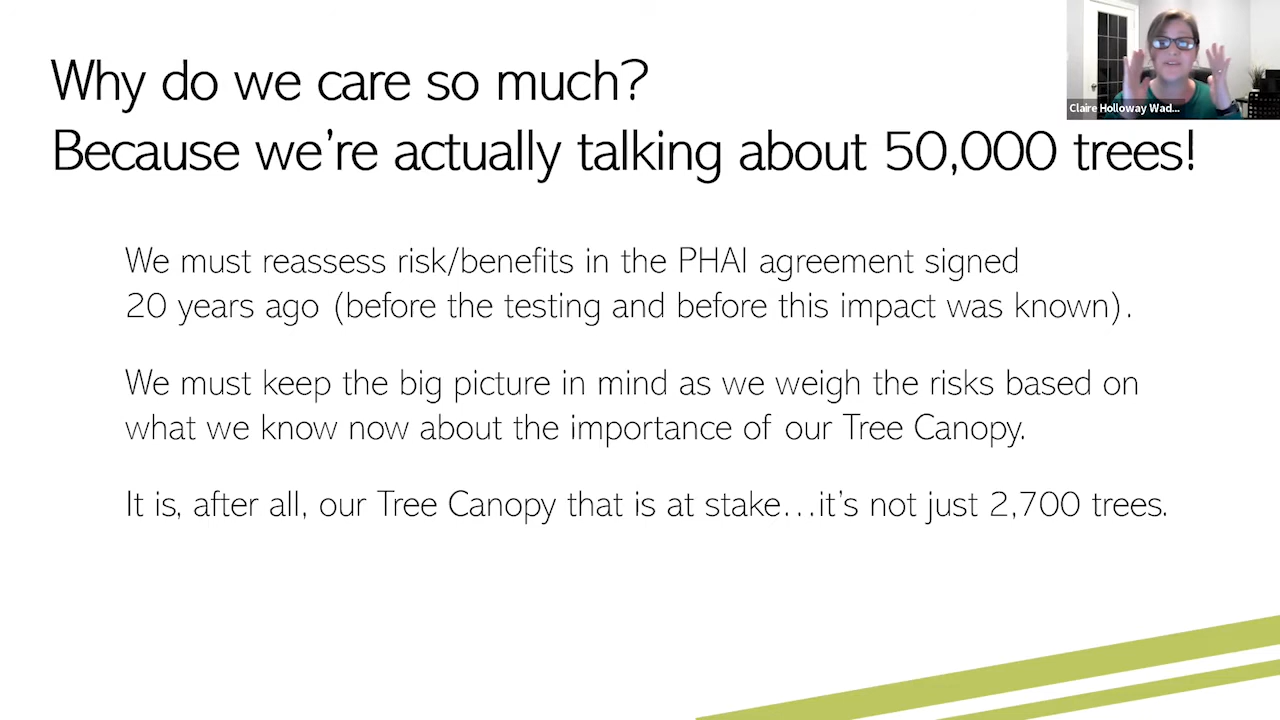 Why do we care so much?
Because we're actually talking about 50,000 trees!
Claire Holloway Wad...
We must reassess risk/benefits in the PHAI agreement signed
20 years ago (before the testing and before this impact was known).
We must keep the big picture in mind as we weigh the risks based on
what we know now about the importance of our Tree Canopy.
It is, after all, our Tree Canopy that is at stake...it's not just 2,700 trees.